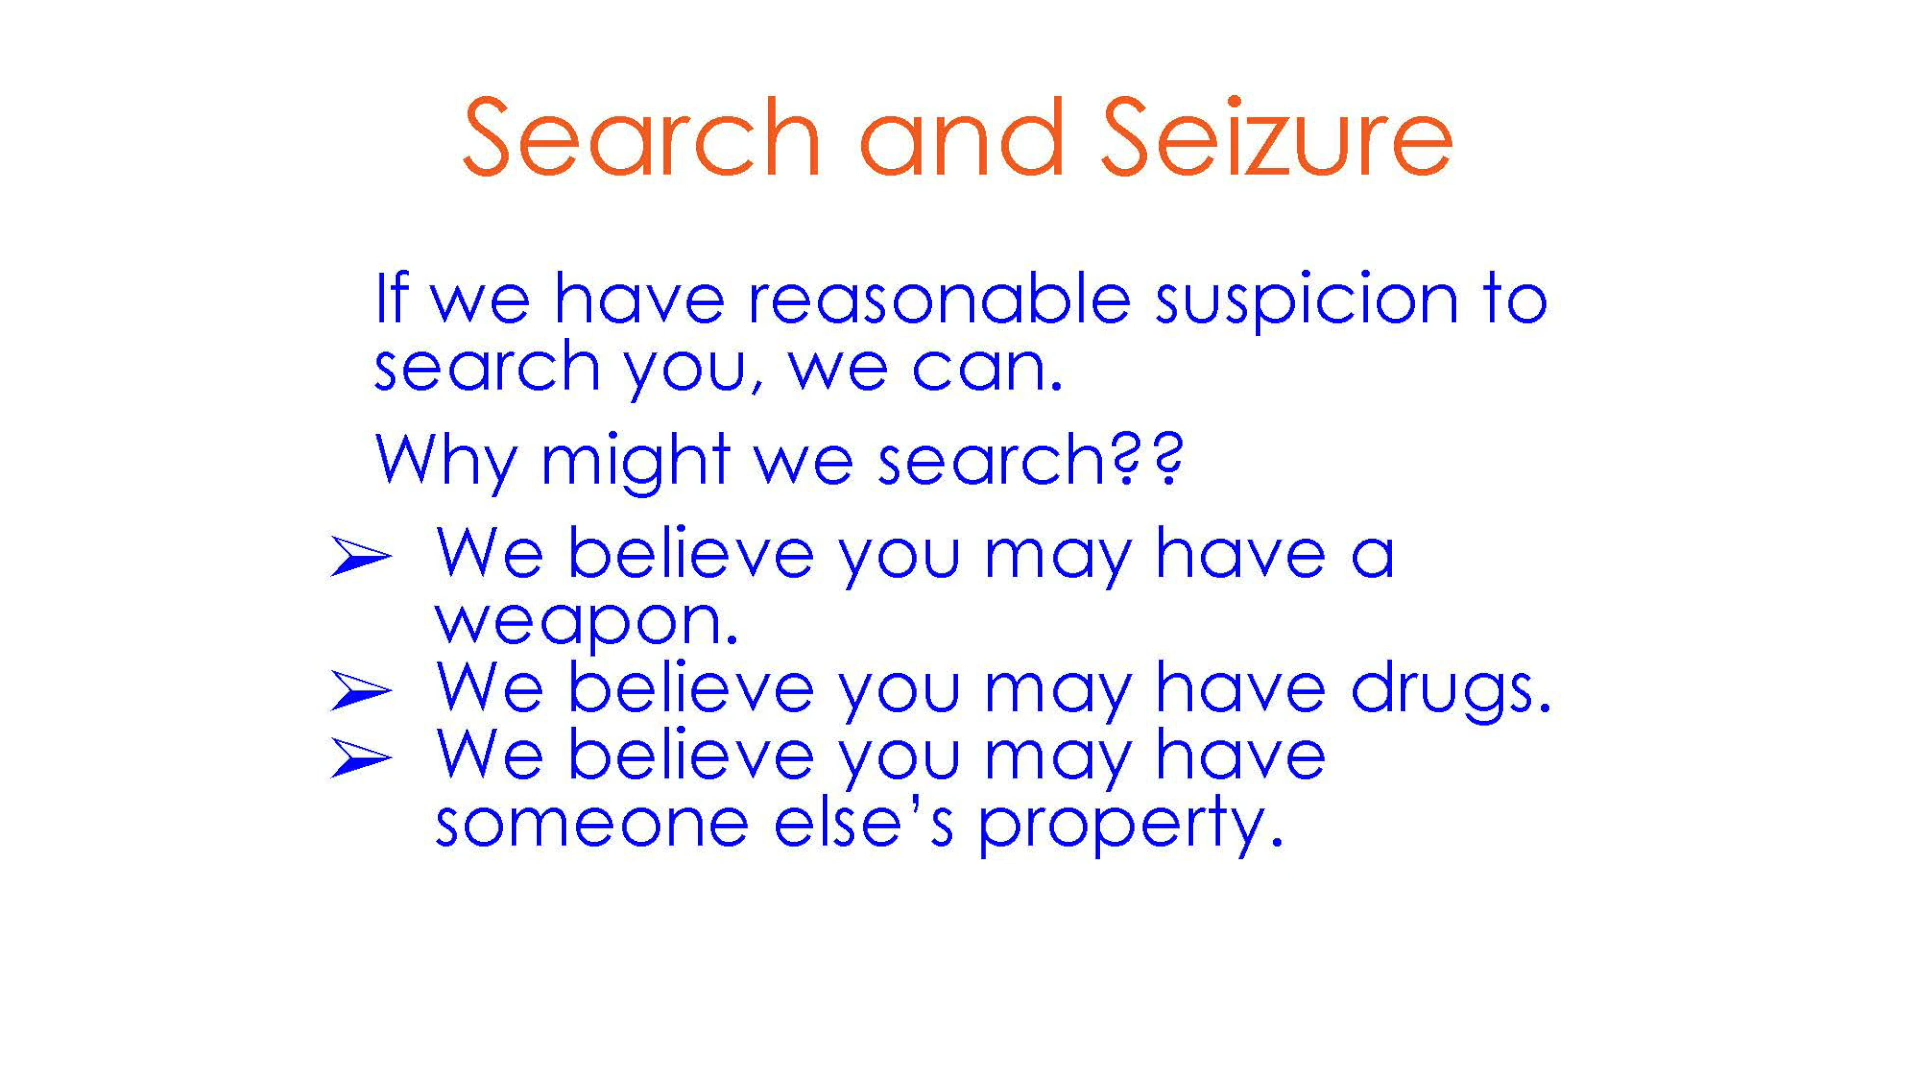 Search and Seizure
If we have reasonable suspicion to
search you, we can.
Why might we search??
➢ We believe you may have a
weapon.
➢ We believe you may have drugs.
➢ We believe you may have
someone else’s property.